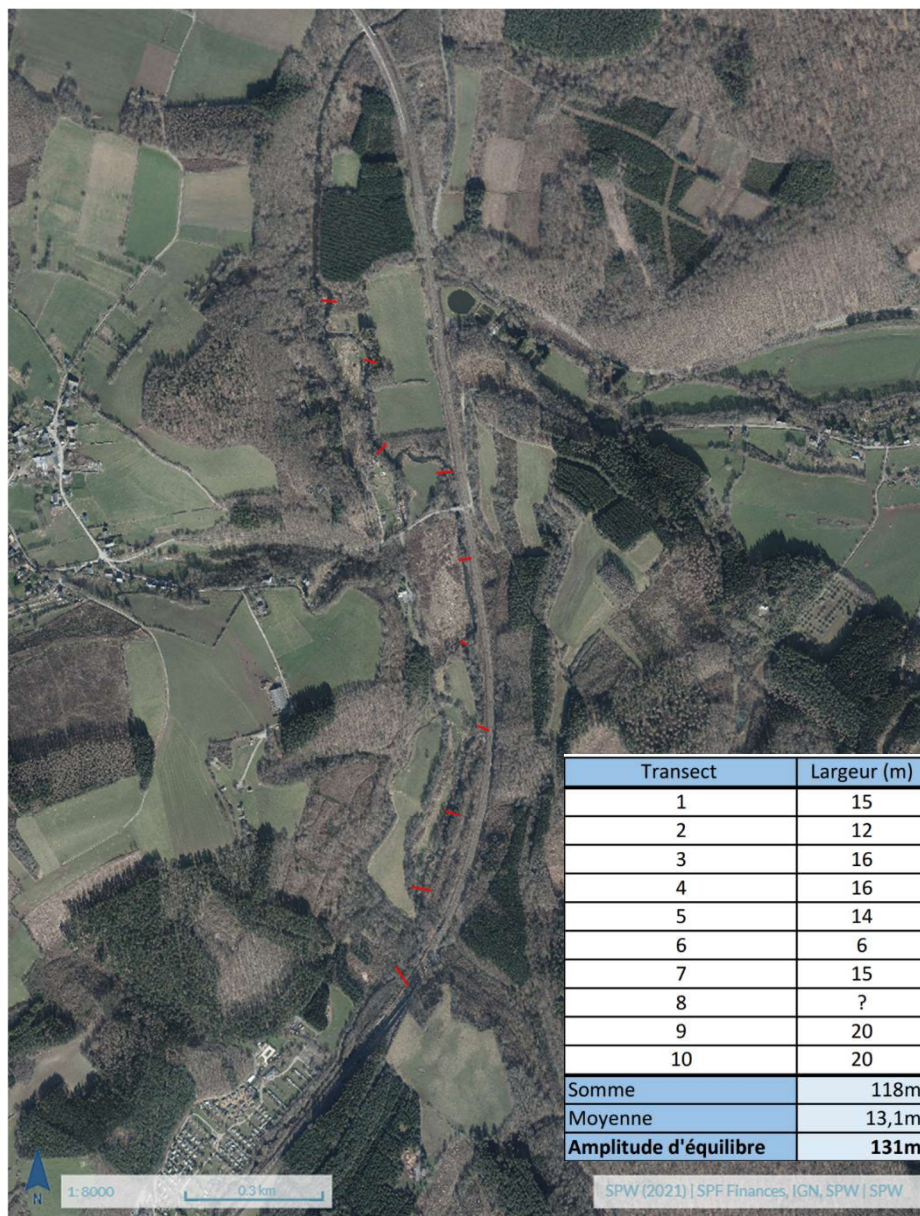 Transect Largeur (m)
1 15
2 12
3 16
4 16
5 14
6 6
7 15
8 ?
9 20
10 20
Somme 118m
Moyenne 13,1m
Amplitude d'équilibre 131m
N 1: 8000 0.3 km SPW (2021) | SPF Finances, IGN, SPW | SPW